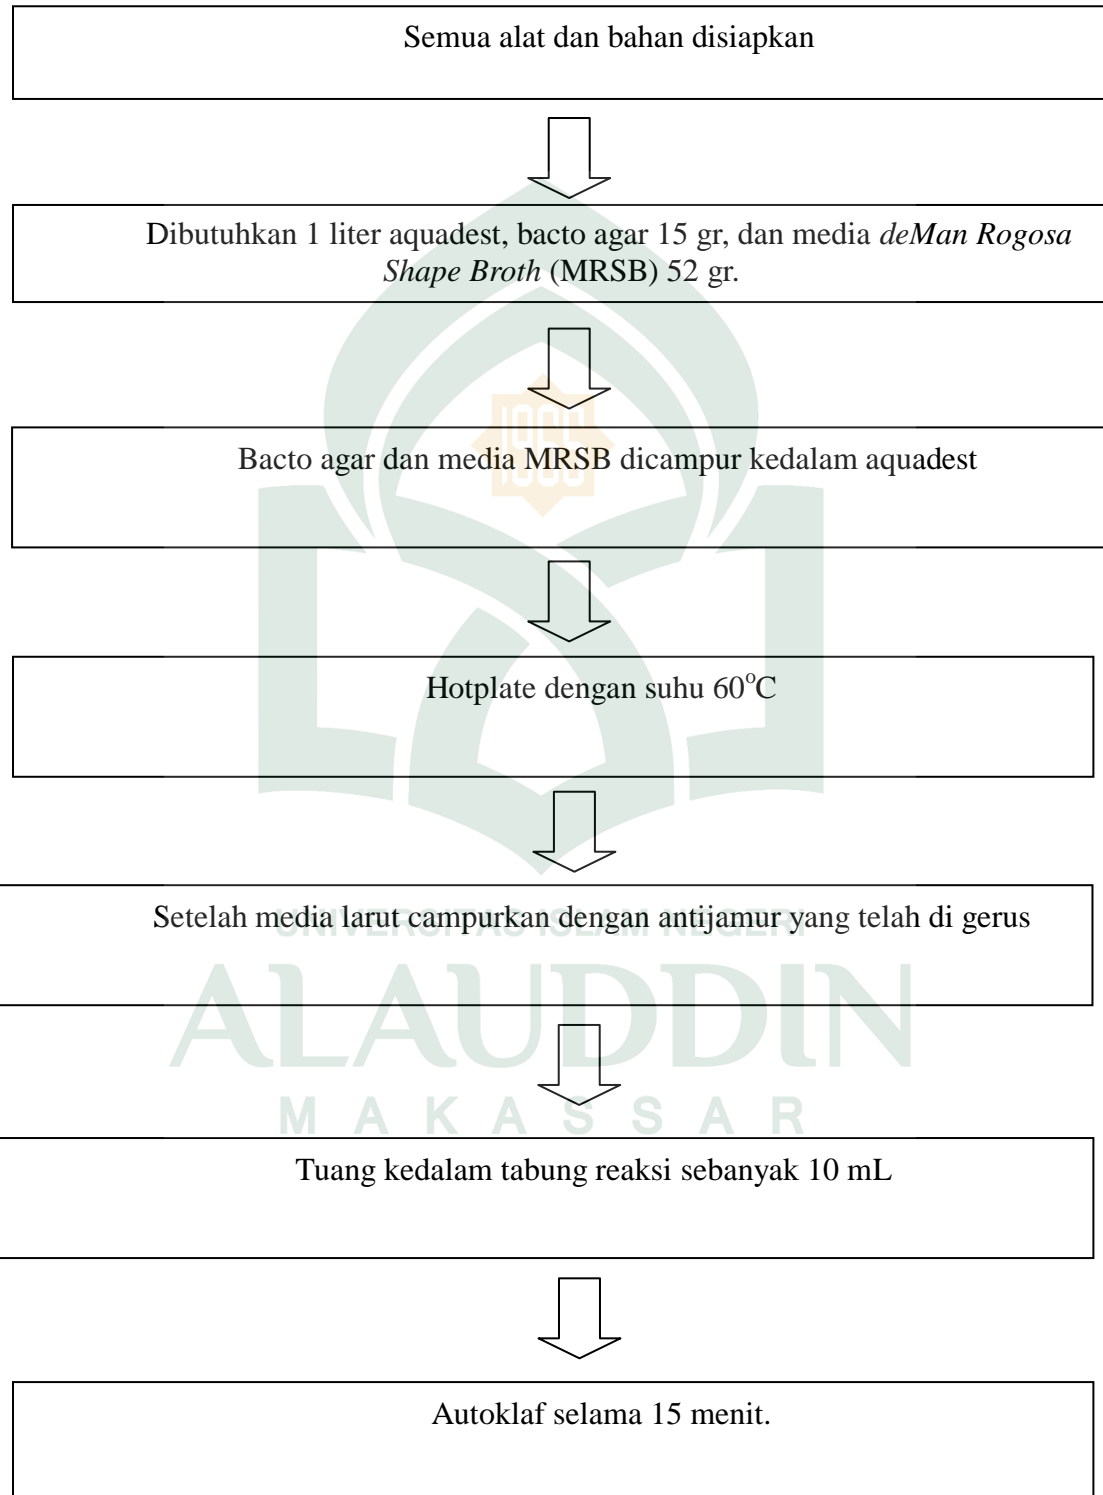 Semua alat dan bahan disiapkan
Dibutuhkan 1 liter aquadest, bacto agar 15 gr, dan media deMan Rogosa
Shape Broth (MRSB) 52 gr.
1965
Bacto agar dan media MRSB dicampur kedalam aquadest
Hotplate dengan suhu 60°C
Setelah media larut campurkan dengan antijamur yang telah di gerus
UNIVERSITAS ISLAM NEGERI
ALAUDDIN
MAKASSAR
Tuang kedalam tabung reaksi sebanyak 10 mL
Autoklaf selama 15 menit.